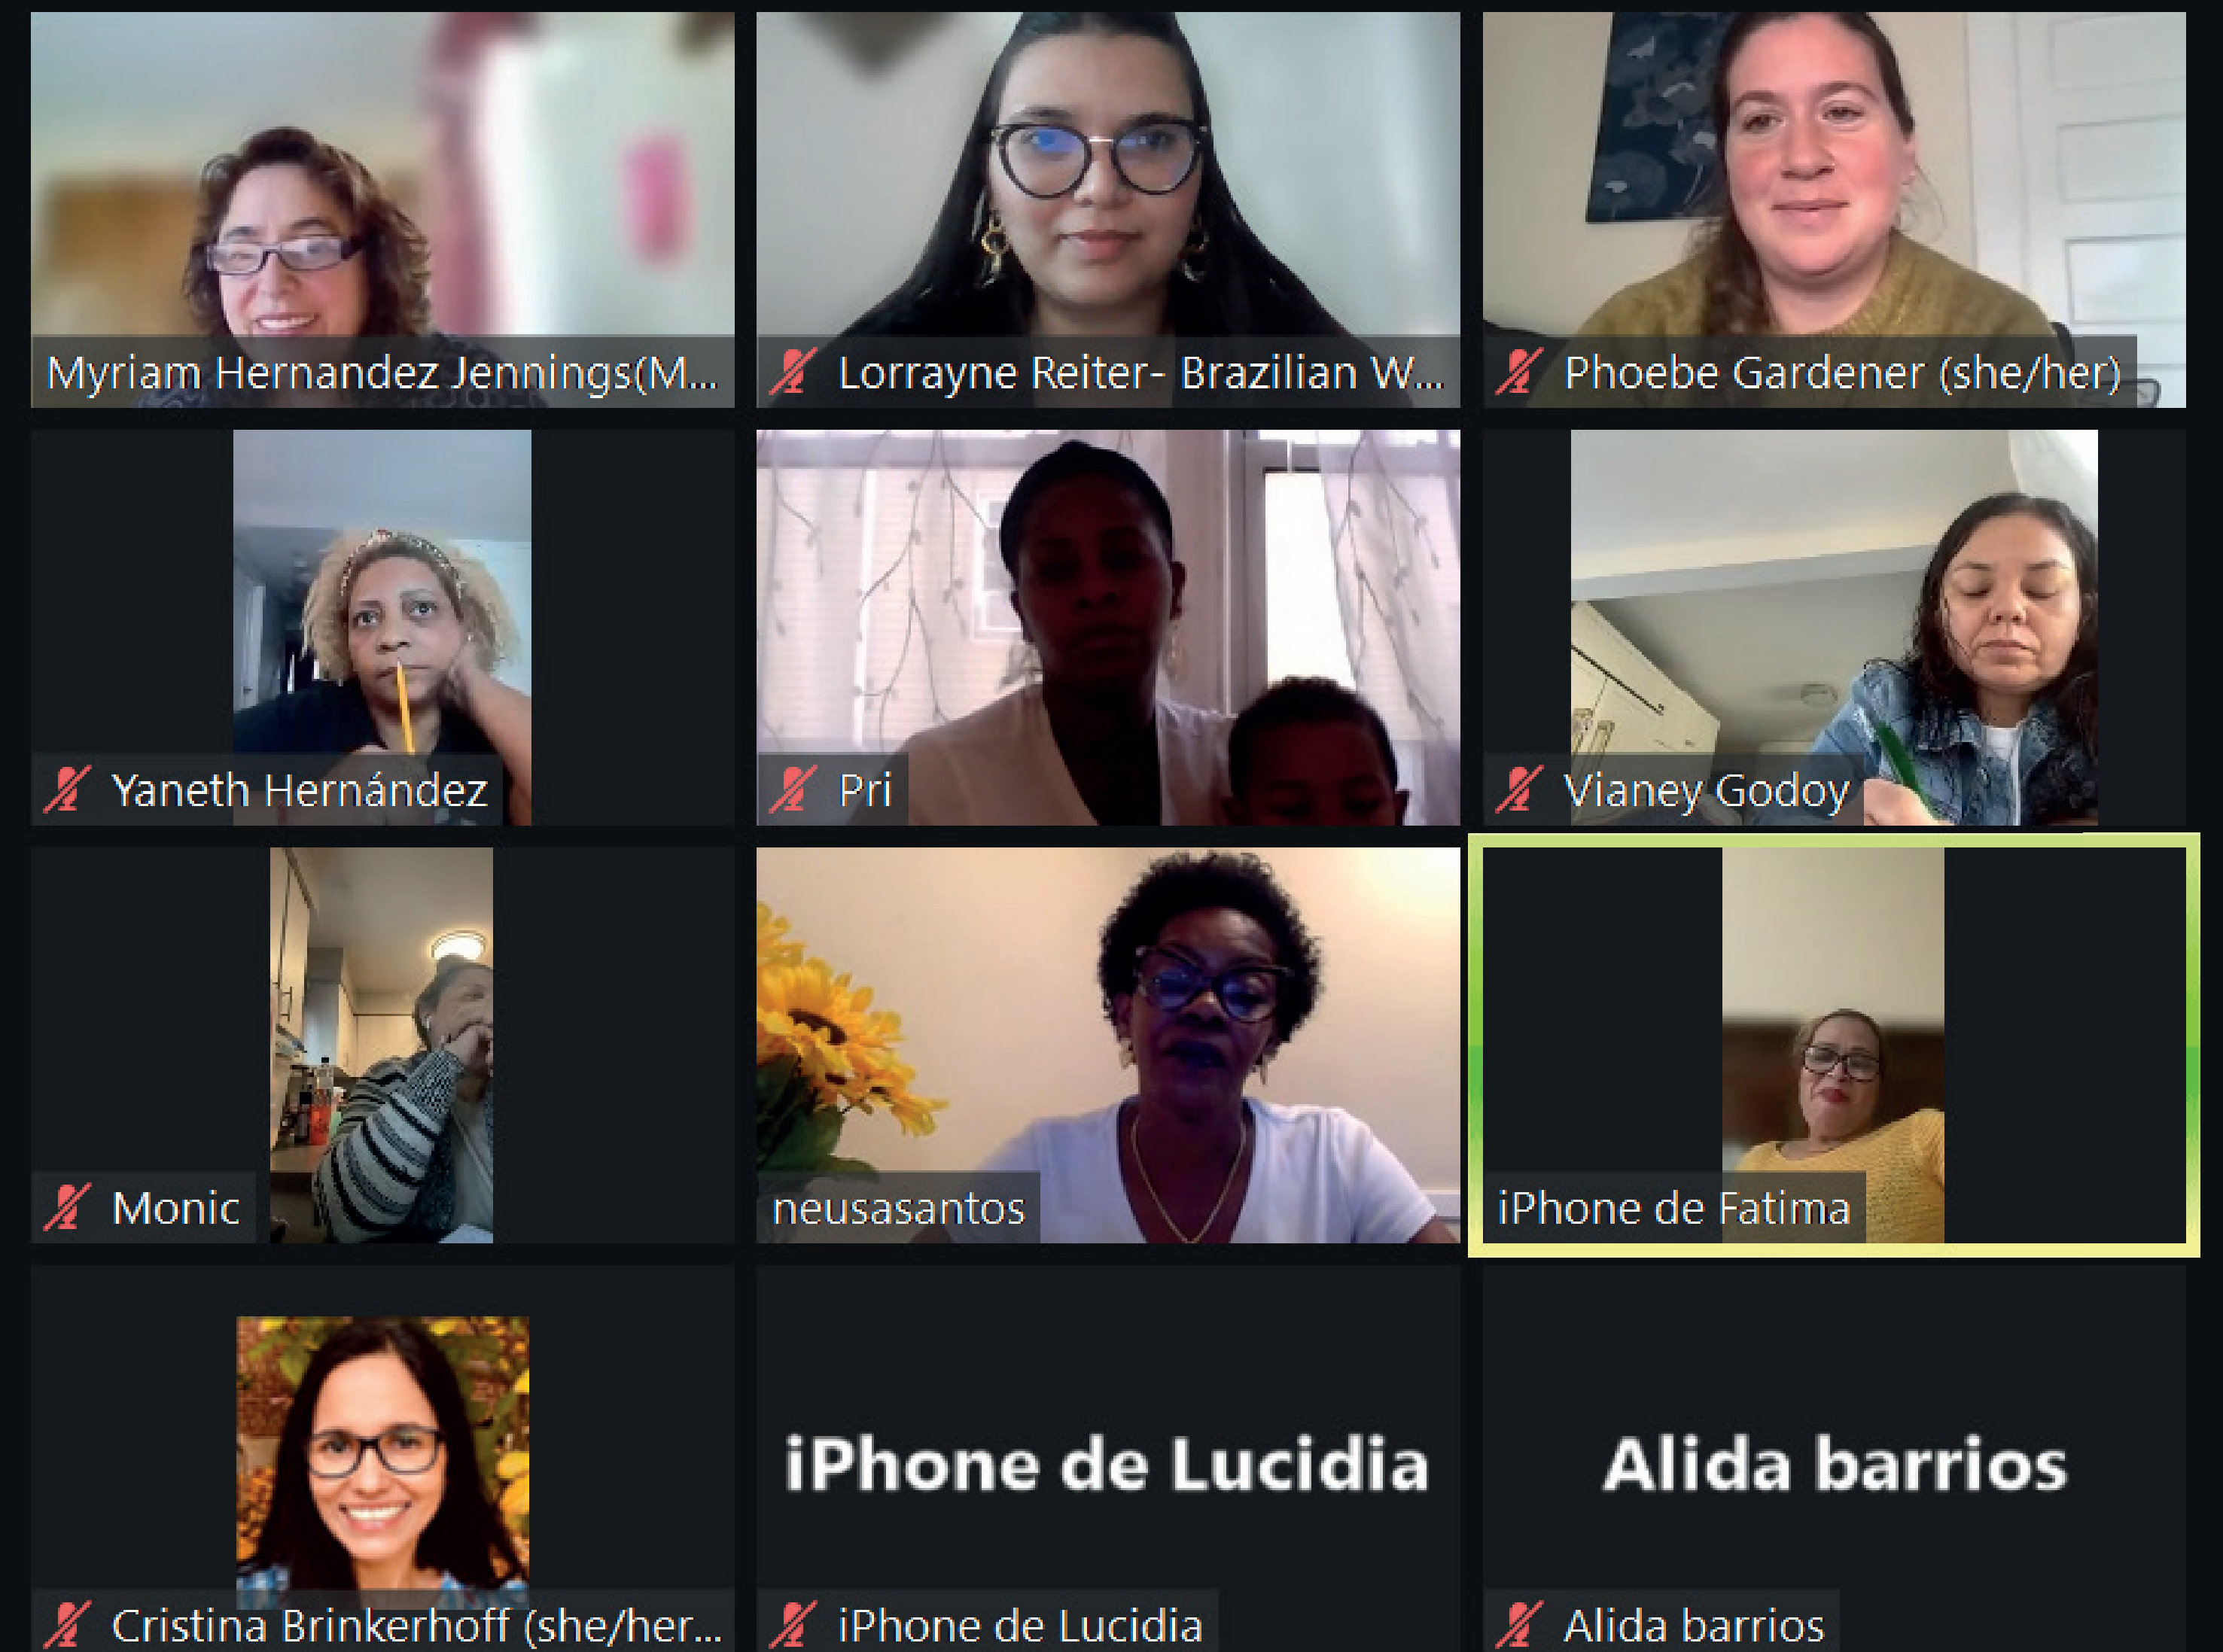 Myriam Hernandez Jennings(M...
Lorrayne Reiter- Brazilian W...
Phoebe Gardener (she/her)
Yaneth Hernández
Pri
Vianey Godoy
Monic
neusasantos
iPhone de Fatima
Cristina Brinkerhoff (she/her...
iPhone de Lucidia
iPhone de Lucidia
Alida barrios
Alida barrios